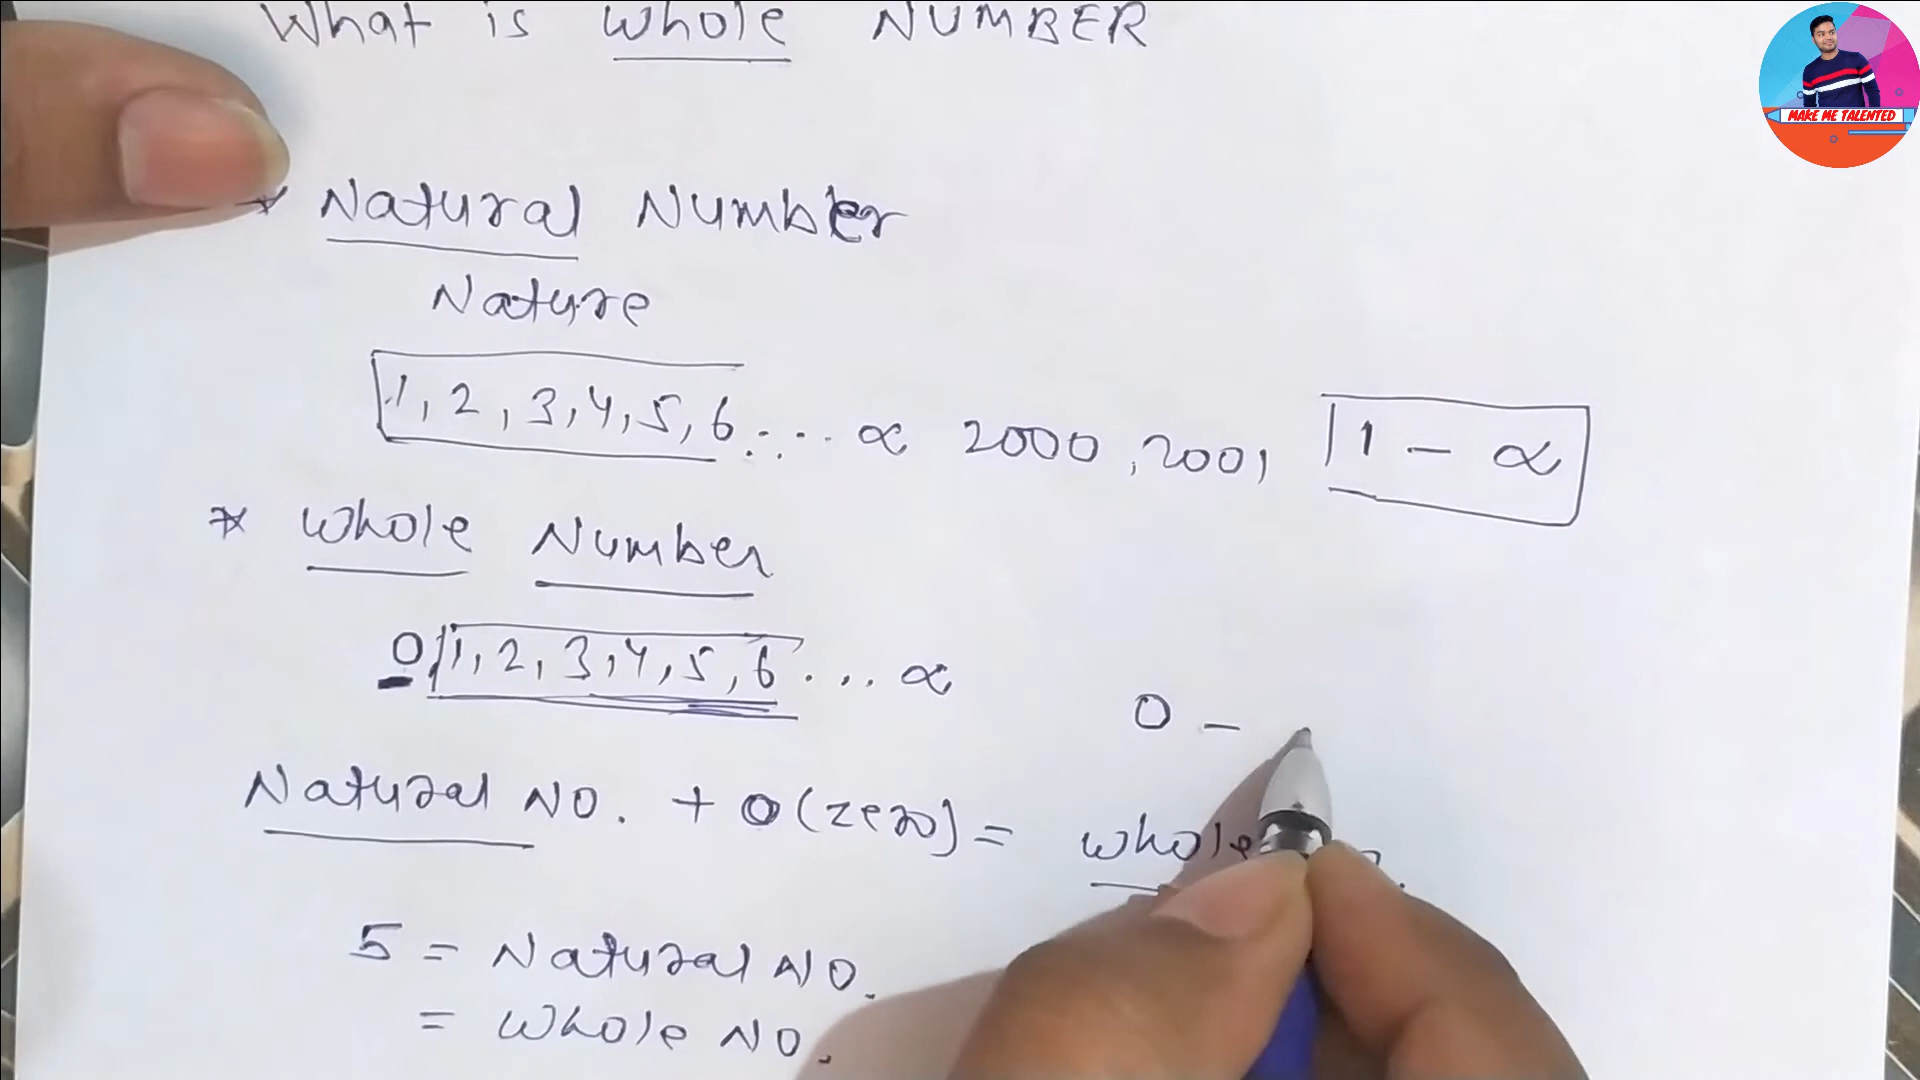 What is whole NUMBER
MAKE ME TALENTED
* Natural Number
Nature
1, 2, 3, 4, 5, 6 . . . . ∝ 2000, 2001, 1 - ∝
* Whole Number
0, 1, 2, 3, 4, 5, 6 . . . . ∝
0 -
Natural NO. + 0 (zero) = whole
5 = Natural NO.
= whole NO.